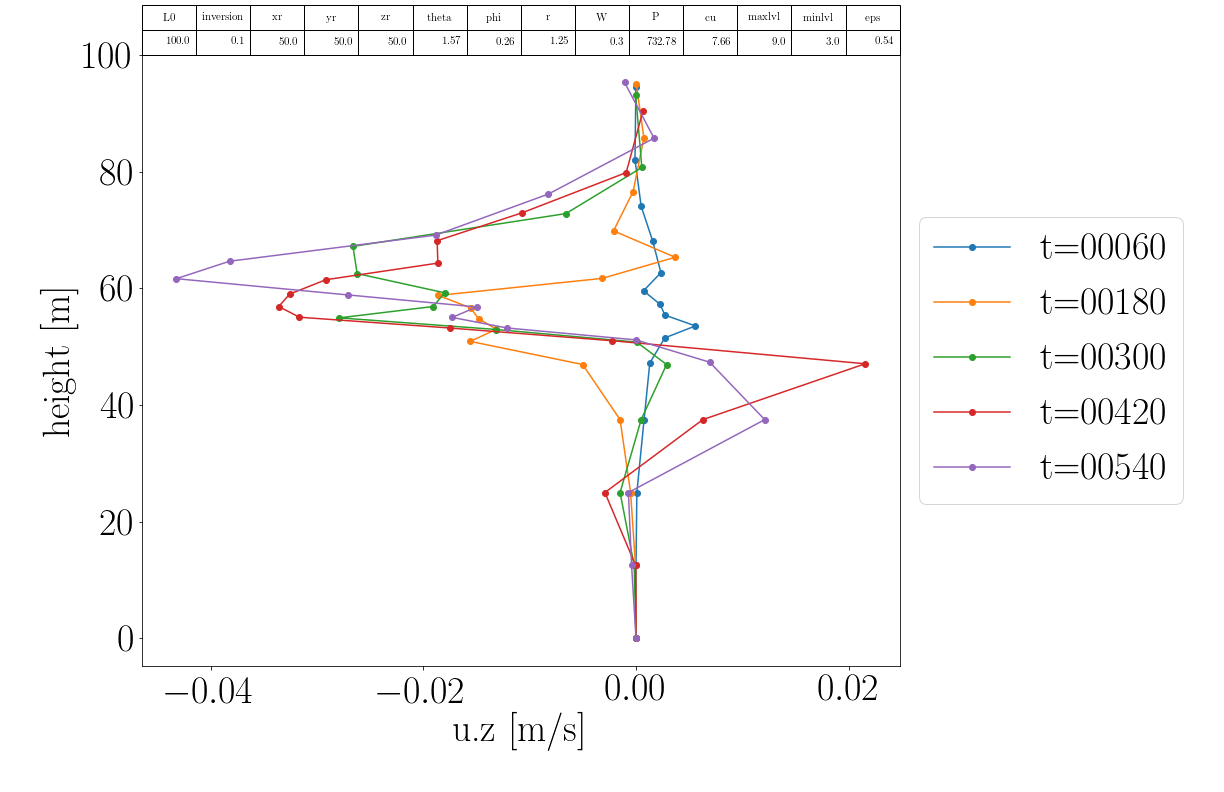 L0 inversion xr yr zr theta phi r W P cu maxlvl minlvl eps
100.0 0.1 50.0 50.0 50.0 1.57 0.26 1.25 0.3 732.78 7.66 9.0 3.0 0.54
100
80
60
40
20
0
height [m]
−0.04 −0.02 0.00 0.02
u.z [m/s]
t=00060
t=00180
t=00300
t=00420
t=00540